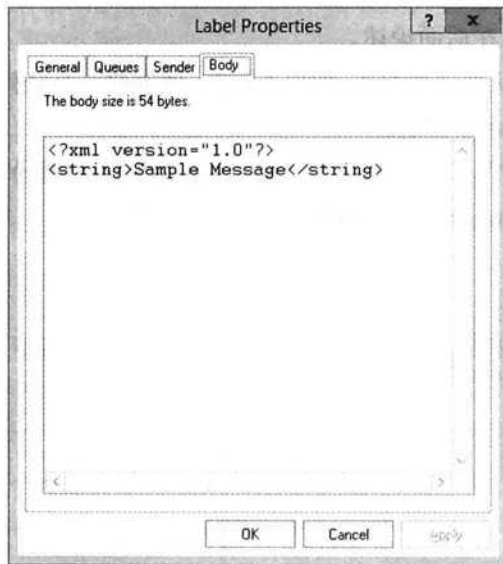 Label Properties
?
x
General Queues Sender Body
The body size is 54 bytes.
<?xml version="1.0"?>
<string>Sample Message</string>
OK Cancel Apply